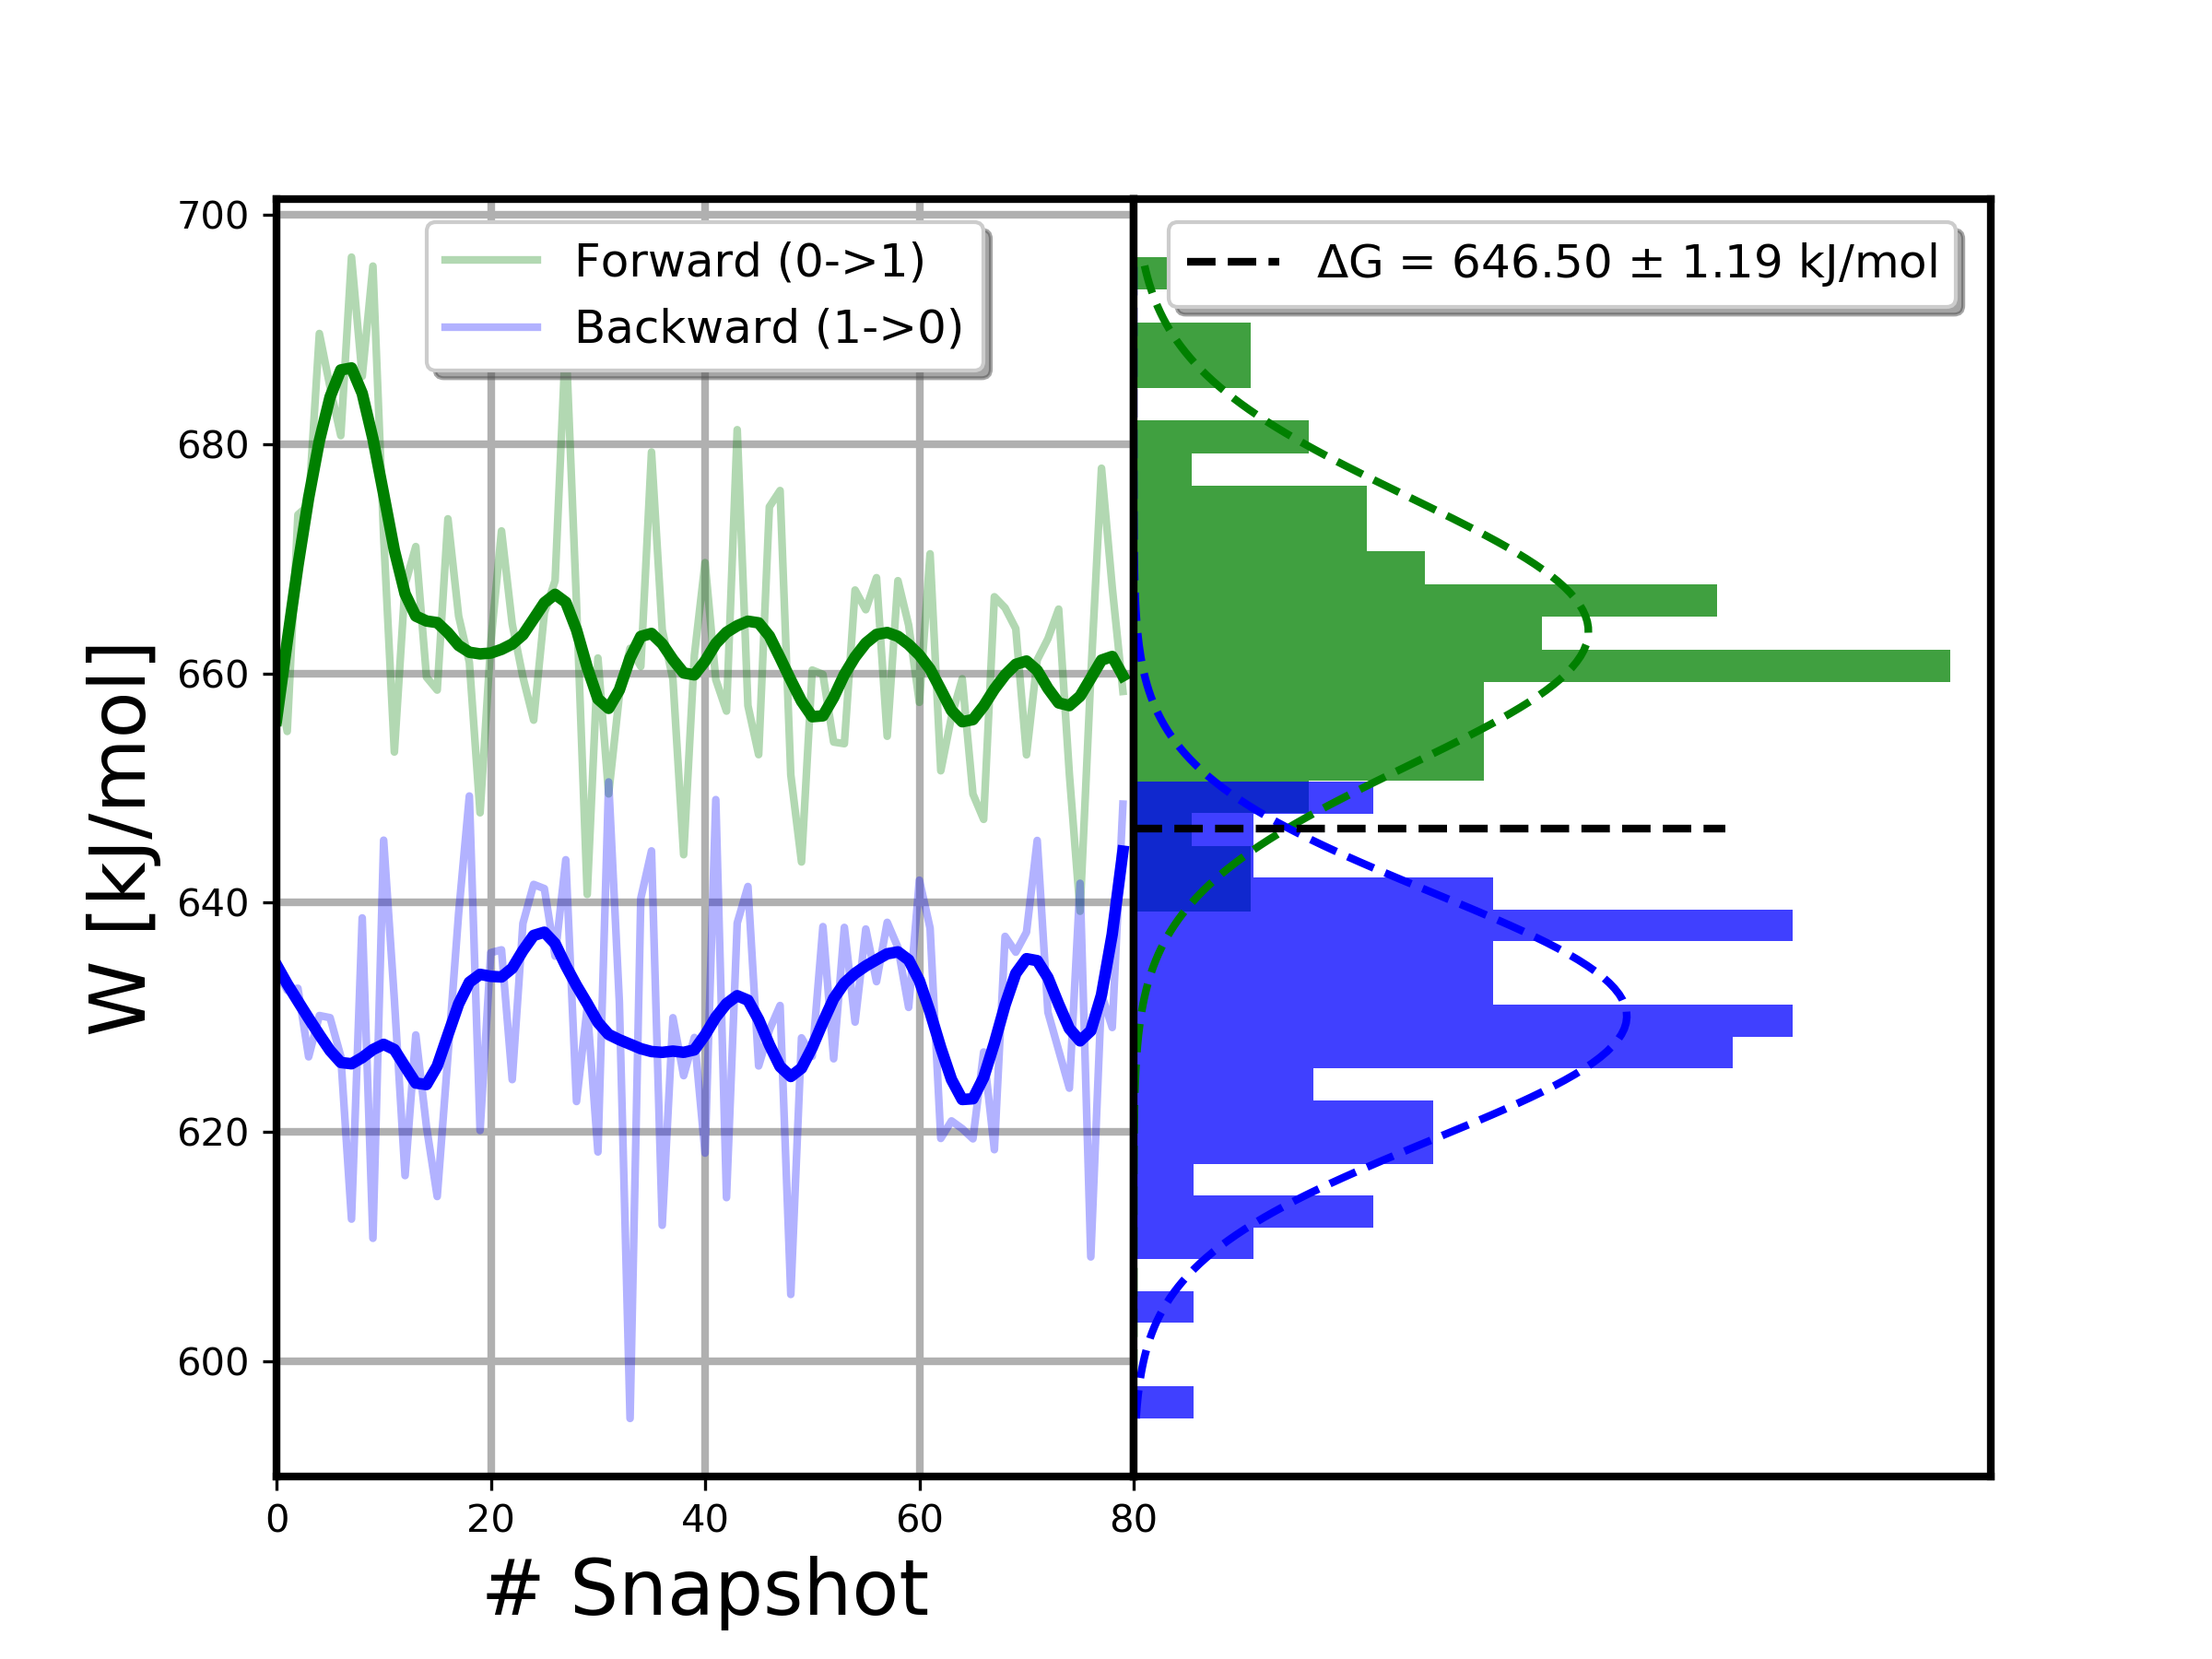 700
680
660
640
620
600
W [kJ/mol]
Forward (0->1)
Backward (1->0)
ΔG = 646.50 ± 1.19 kJ/mol
0 20 40 60 80
# Snapshot